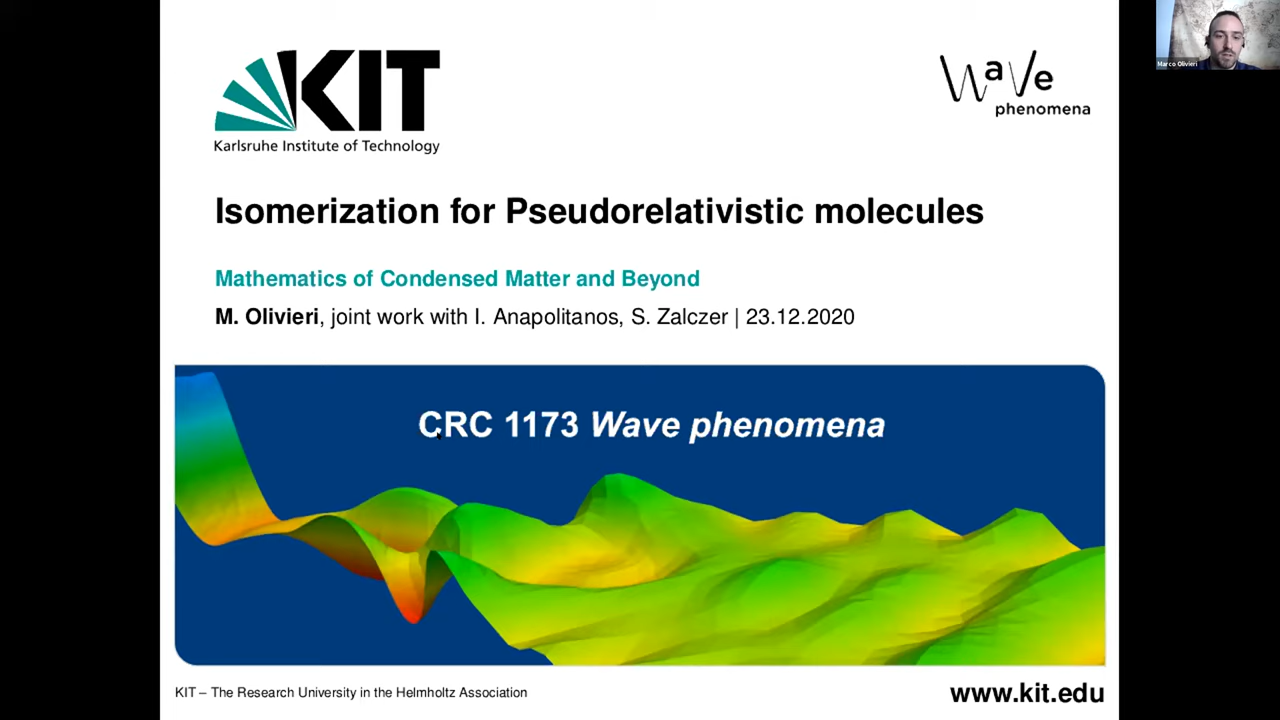 KIT
Karlsruhe Institute of Technology
Wave
phenomena
Marco Olivieri
Isomerization for Pseudorelativistic molecules
Mathematics of Condensed Matter and Beyond
M. Olivieri, joint work with I. Anapolitanos, S. Zalczer | 23.12.2020
CRC 1173 Wave phenomena
KIT – The Research University in the Helmholtz Association
www.kit.edu